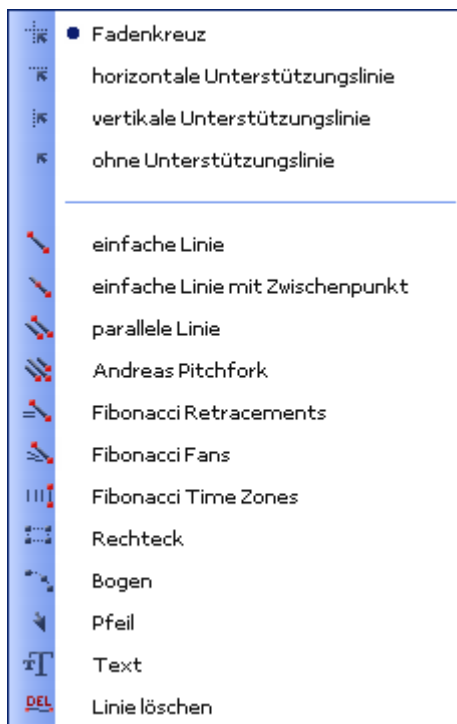 Fadenkreuz
horizontale Unterstützungslinie
vertikale Unterstützungslinie
ohne Unterstützungslinie
einfache Linie
einfache Linie mit Zwischenpunkt
parallele Linie
Andreas Pitchfork
Fibonacci Retracements
Fibonacci Fans
Fibonacci Time Zones
Rechteck
Bogen
Pfeil
TT Text
DEL Linie löschen